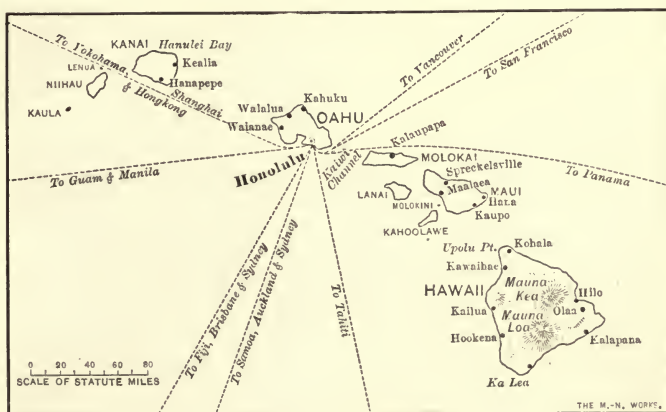 KANAI Hanulei Bay
Kealia
To Yokohama,
Shanghai
& Hongkong
LENUA
NIIHAU
Hanapepe
KAULA
To Vancouver
To San Francisco
Kahuku
Walalua
OAHU
Waianae
Honolulu
Kaiwi
Channel
Kalaupapa
MOLOKAI
To Panama
To Guam & Manila
Spreckelsville
LANAI
Maalaea
MAUI
MOLOKINI
Hana
Kaupo
KAHOOLAWE
To Fiji, Brisbane & Sydney
To Samoa, Auckland & Sydney
To Tahiti
Upolu Pt.
Kohala
Kawaihae
HAWAII
Mauna
Kea
Hilo
Kailua
Mauna
Loa
Olaa
Hookena
Kalapana
Ka Lea
0 20 40 60 80
SCALE OF STATUTE MILES
THE M.-N. WORKS,